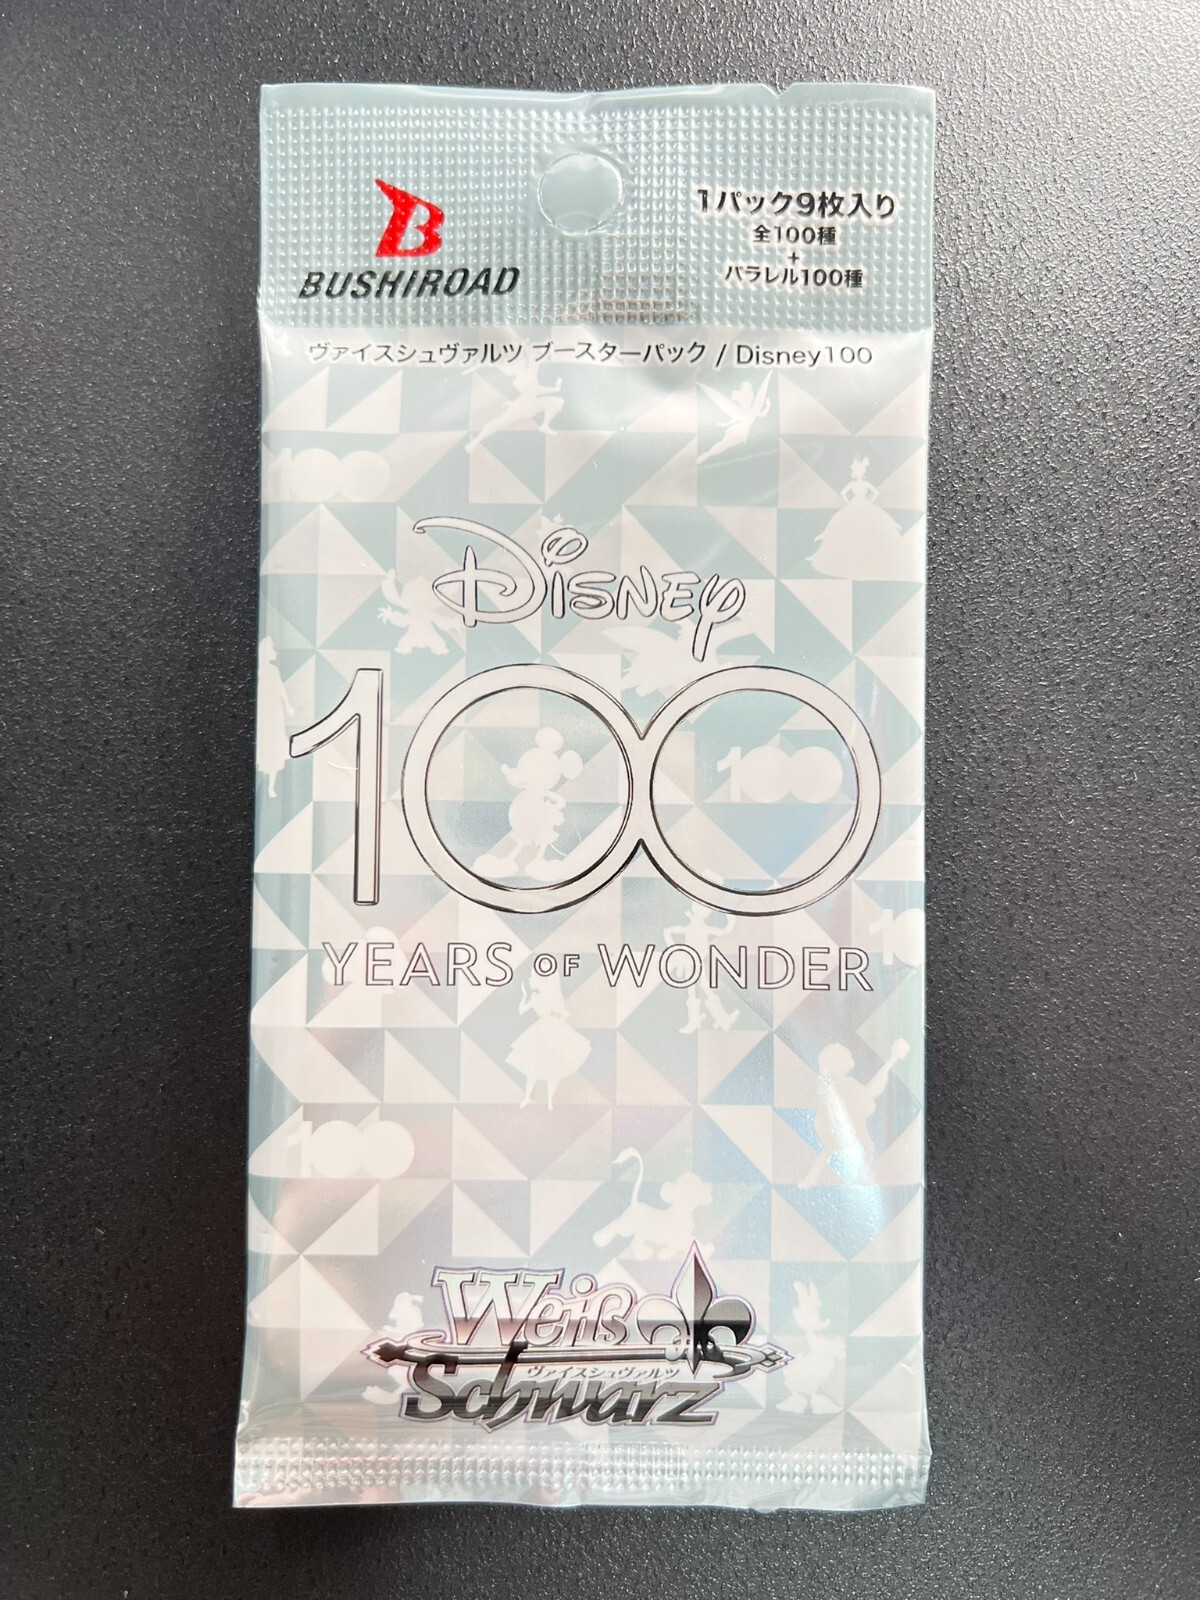 BUSHIROAD
1パック9枚入り
全100種
+
パラレル100種
ヴァイスシュヴァルツ ブースターパック / Disney100
100
Disney
100
100
YEARS OF WONDER
100
Weiß
ヴァイスシュヴァルツ
Schwarz